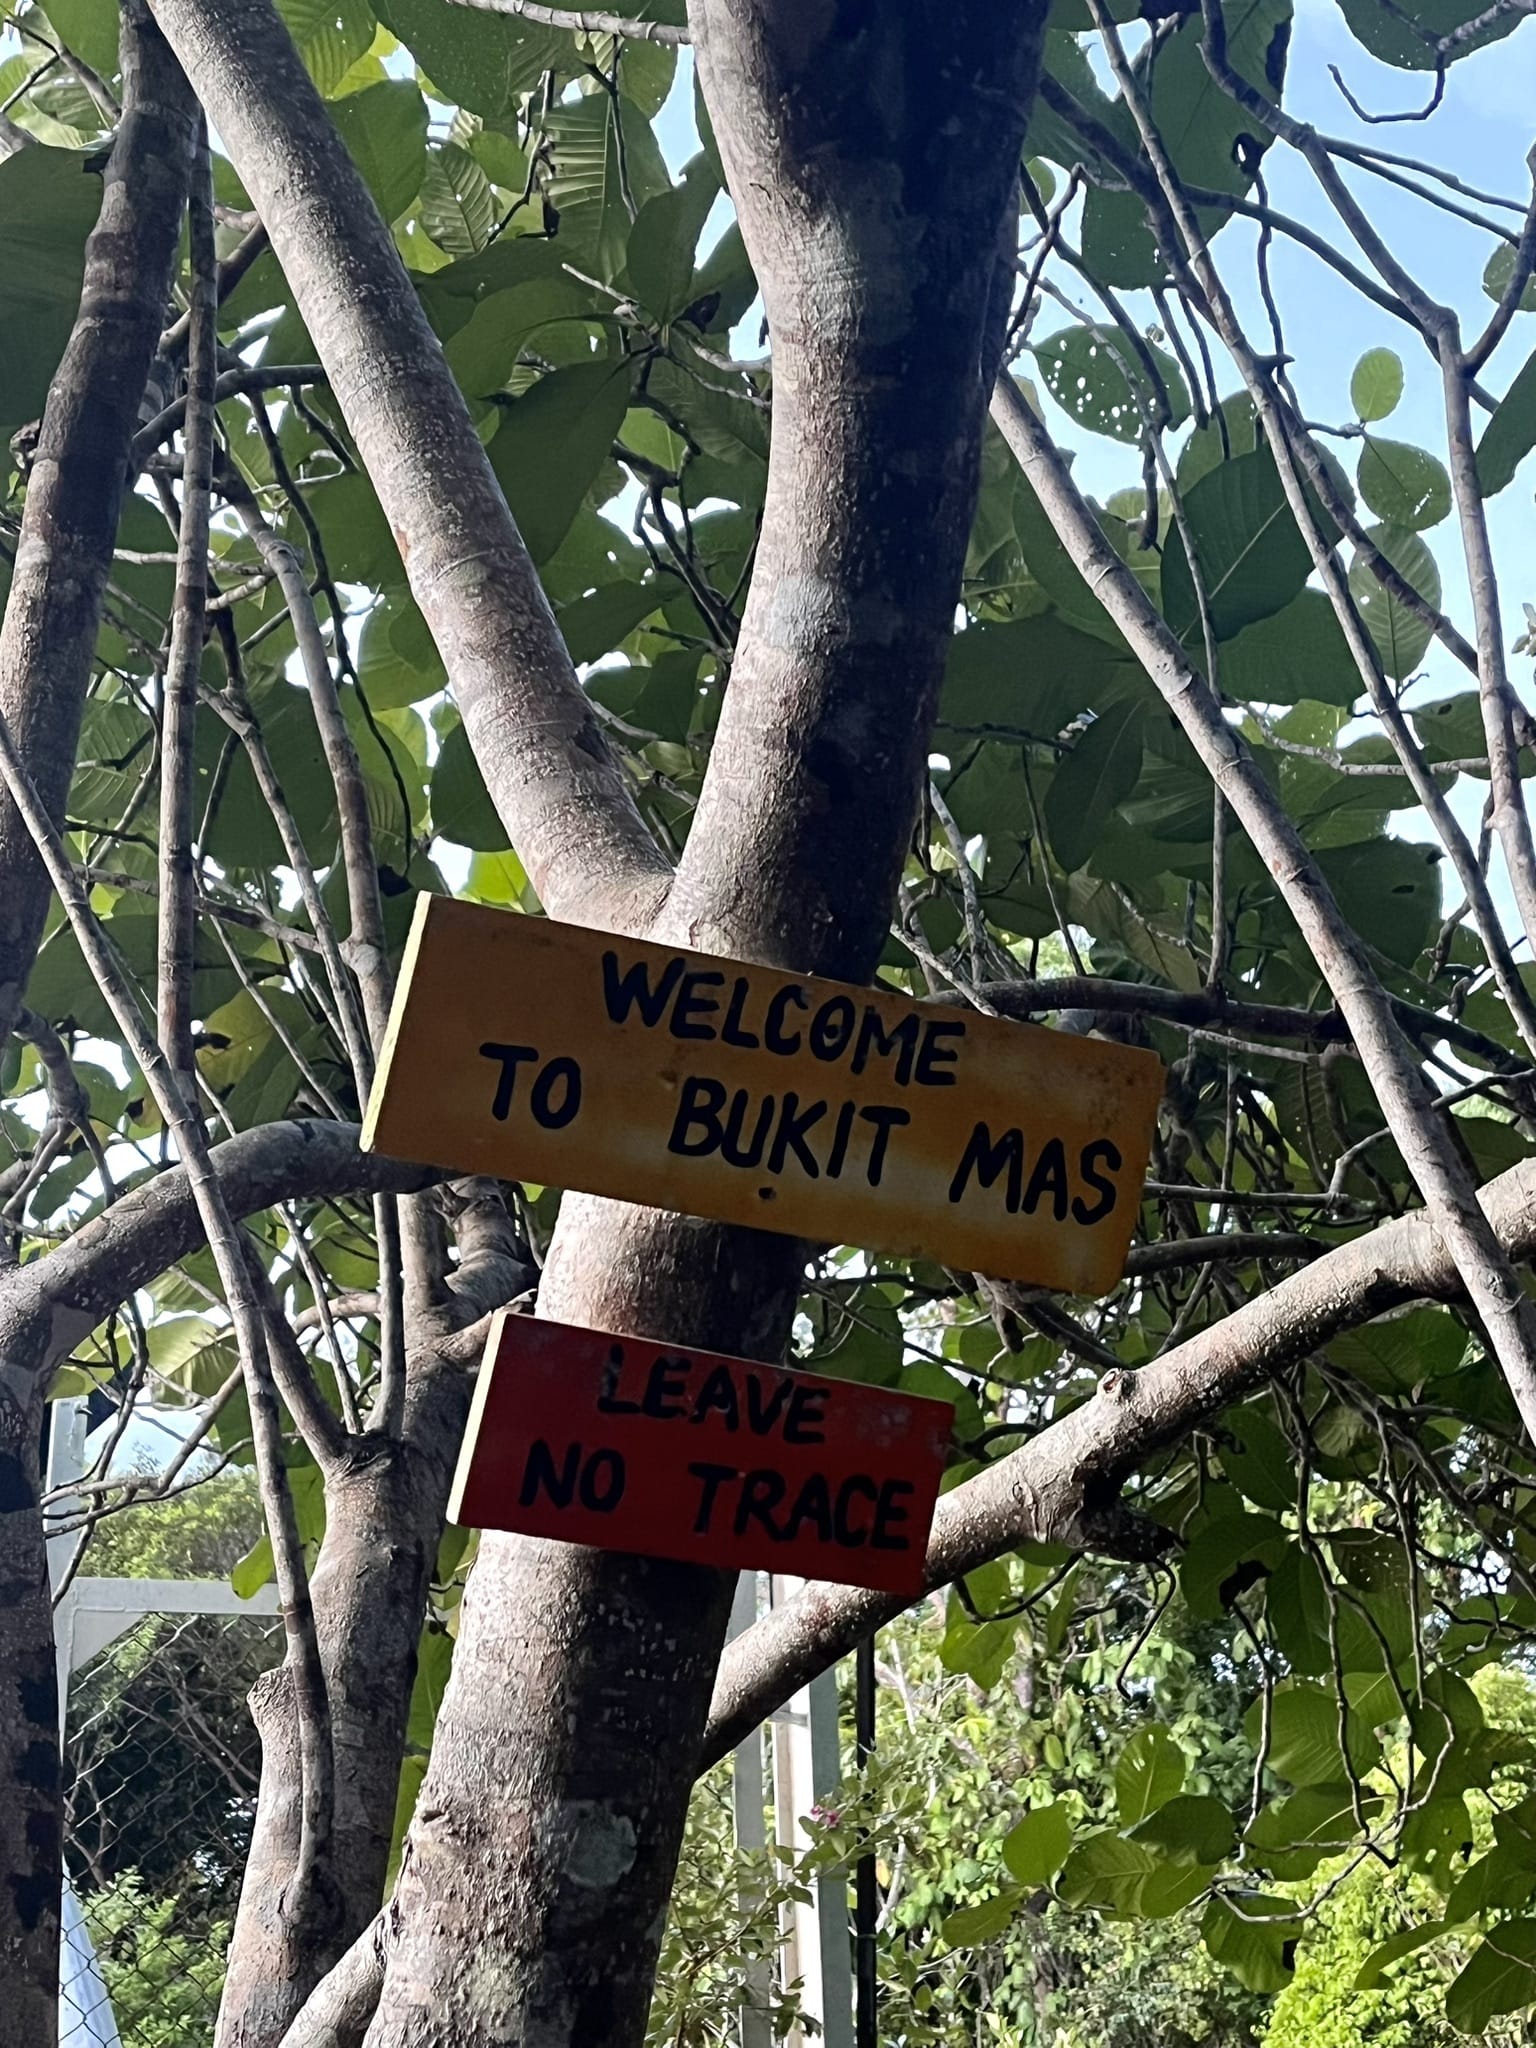 WELCOME
TO BUKIT MAS
LEAVE
NO TRACE